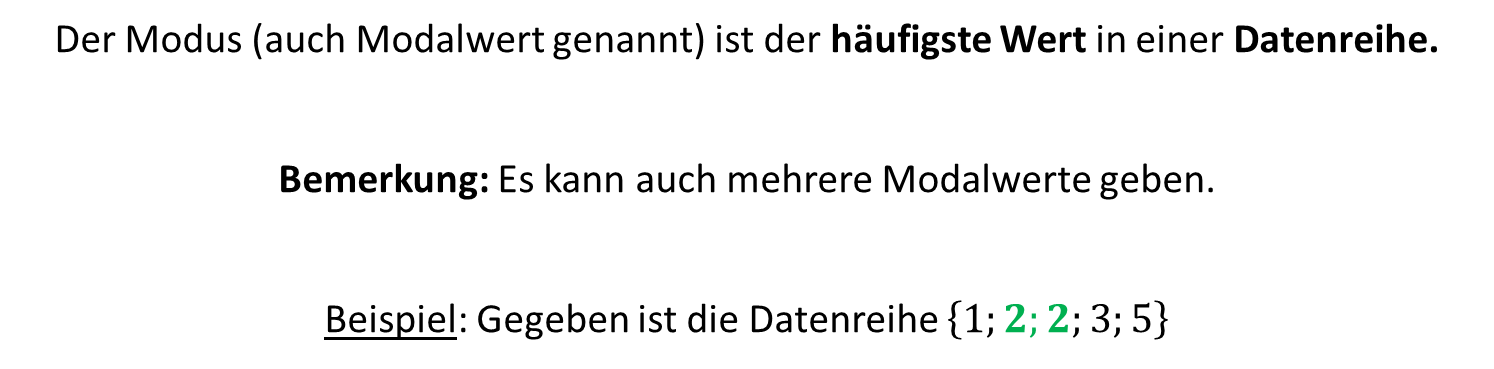 Der Modus (auch Modalwert genannt) ist der häufigste Wert in einer Datenreihe.
Bemerkung: Es kann auch mehrere Modalwerte geben.
Beispiel: Gegeben ist die Datenreihe {1; 2; 2; 3; 5}